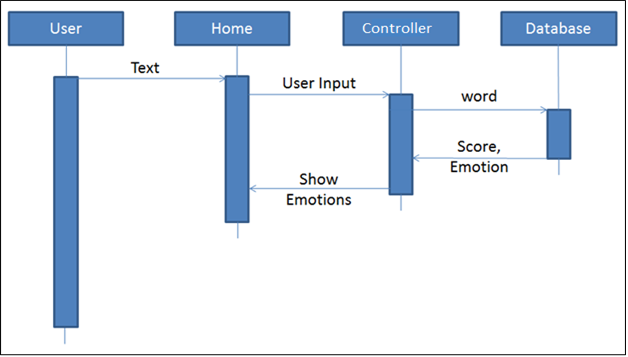 User
Home
Controller
Database
Text
User Input
word
Score,
Emotion
Show
Emotions